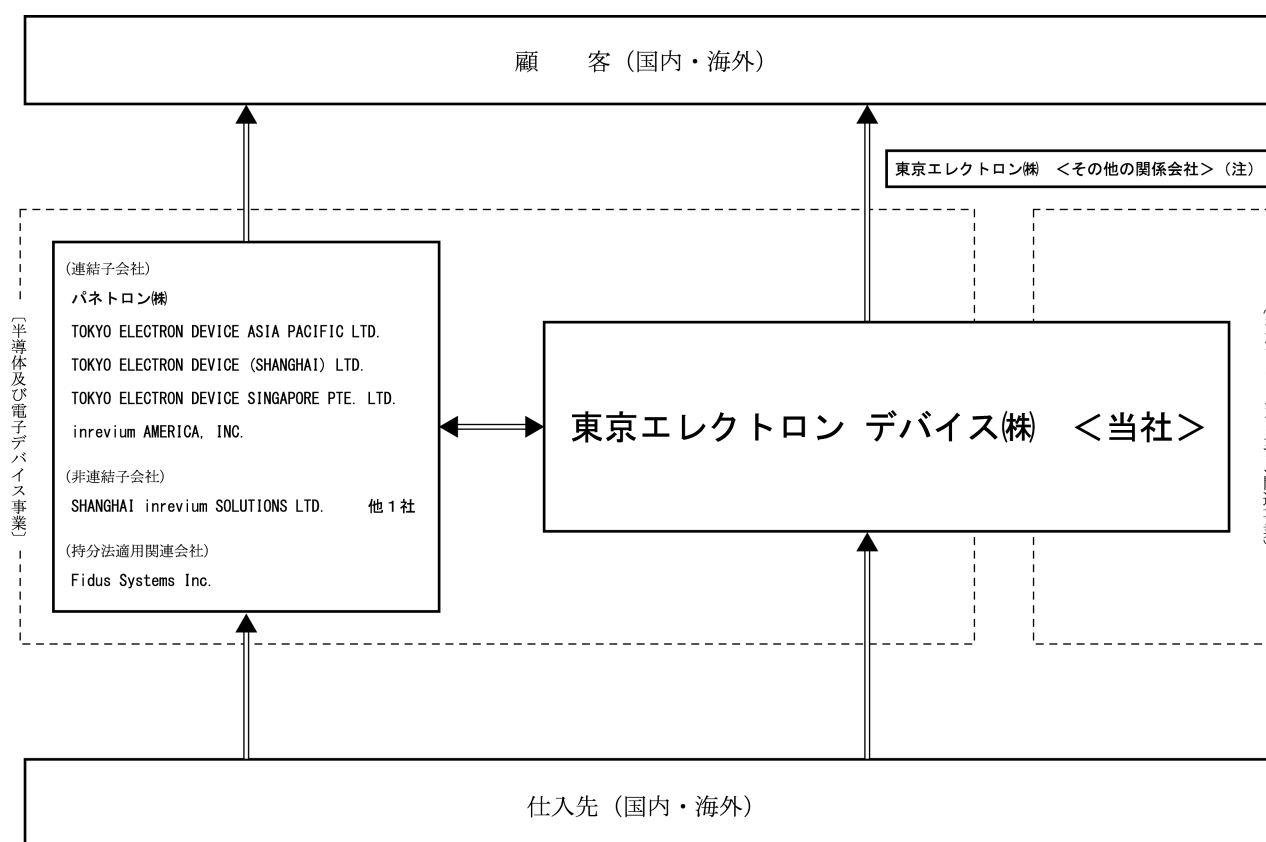 顧　　客（国内・海外）
東京エレクトロン㈱　＜その他の関係会社＞（注）
〔半導体及び電子デバイス事業〕
(連結子会社)
パネトロン㈱
TOKYO ELECTRON DEVICE ASIA PACIFIC LTD.
TOKYO ELECTRON DEVICE (SHANGHAI) LTD.
TOKYO ELECTRON DEVICE SINGAPORE PTE. LTD.
inrevium AMERICA, INC.
(非連結子会社)
SHANGHAI inrevium SOLUTIONS LTD.　　他１社
(持分法適用関連会社)
Fidus Systems Inc.
東京エレクトロン デバイス㈱　＜当社＞
仕入先（国内・海外）